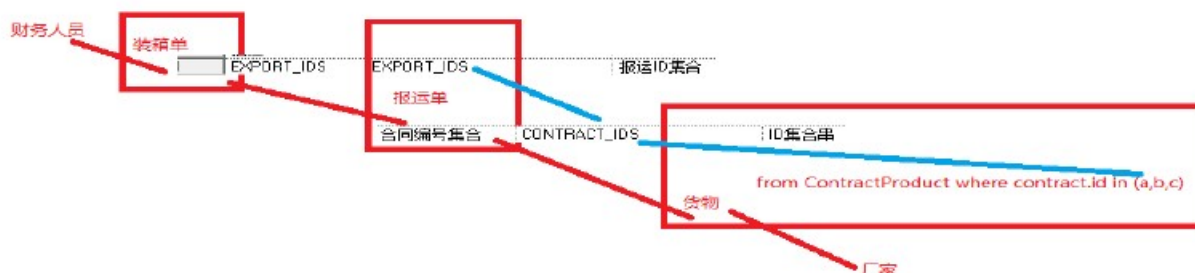 财务人员
装箱单
EXPORT_IDS EXPORT_IDS 报运ID集合
报运单
合同编号集合 CONTRACT_IDS ID集合串
from ContractProduct where contract.id in (a,b,c)
货物
厂家